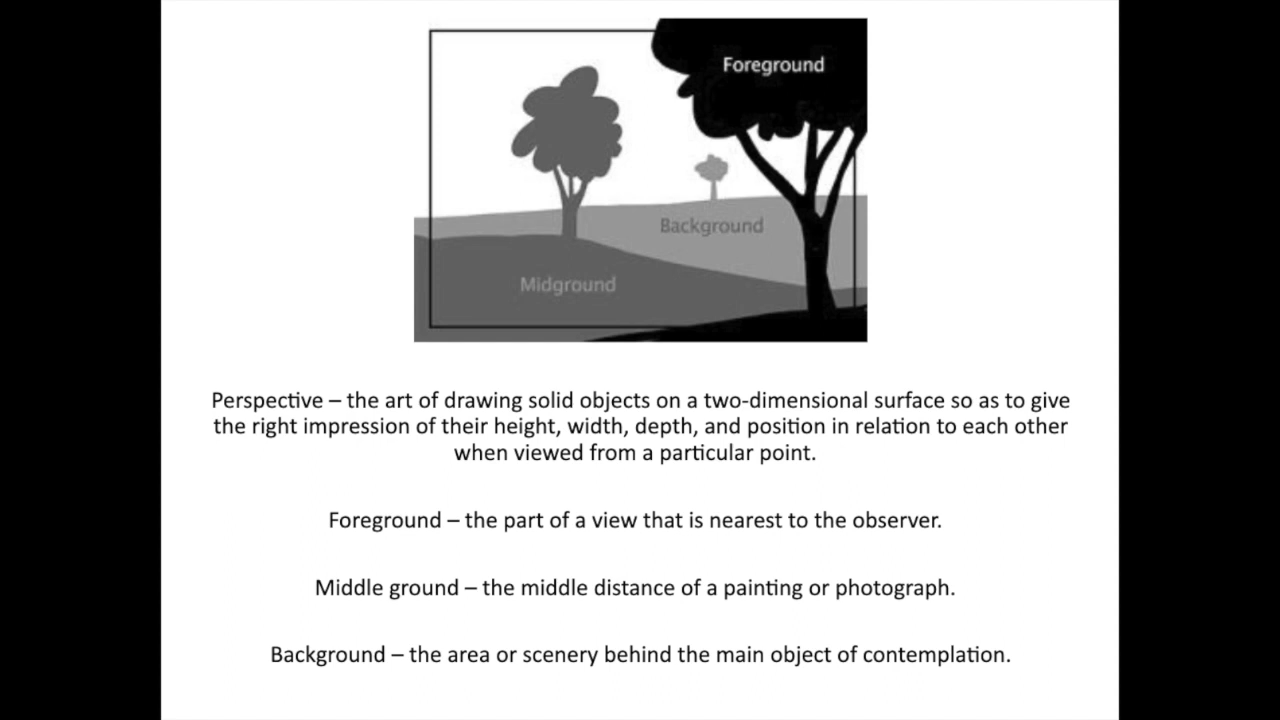 Foreground
Background
Midground
Perspective – the art of drawing solid objects on a two-dimensional surface so as to give
the right impression of their height, width, depth, and position in relation to each other
when viewed from a particular point.
Foreground – the part of a view that is nearest to the observer.
Middle ground – the middle distance of a painting or photograph.
Background – the area or scenery behind the main object of contemplation.